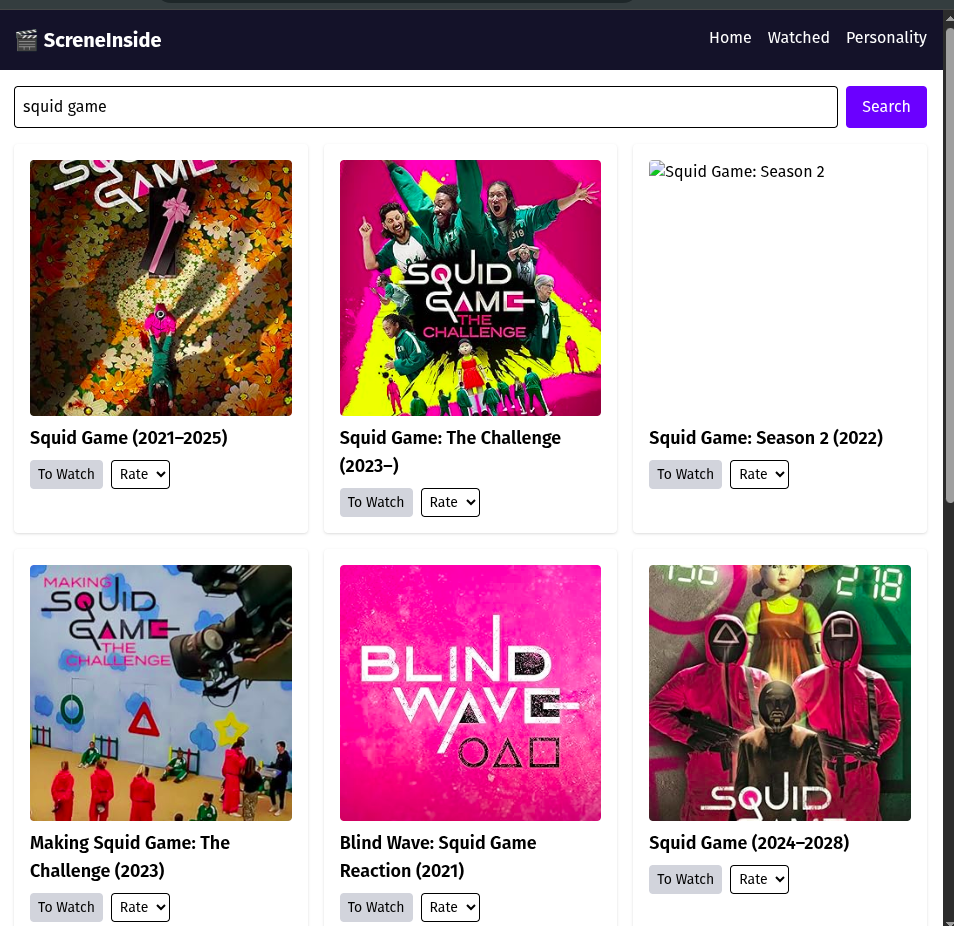 🎬 ScreneInside
Home Watched Personality
squid game
Search
SQUID
GAME
SQUID
GAME
THE
CHALLENGE
319
Squid Game: Season 2
Squid Game (2021–2025)
To Watch Rate
Squid Game: The Challenge
(2023–)
To Watch Rate
Squid Game: Season 2 (2022)
To Watch Rate
MAKING
SQUID
GAME
THE
CHALLENGE
BLIND
WAVE
218
SQUID
GAME
Making Squid Game: The
Challenge (2023)
To Watch Rate
Blind Wave: Squid Game
Reaction (2021)
To Watch Rate
Squid Game (2024–2028)
To Watch Rate